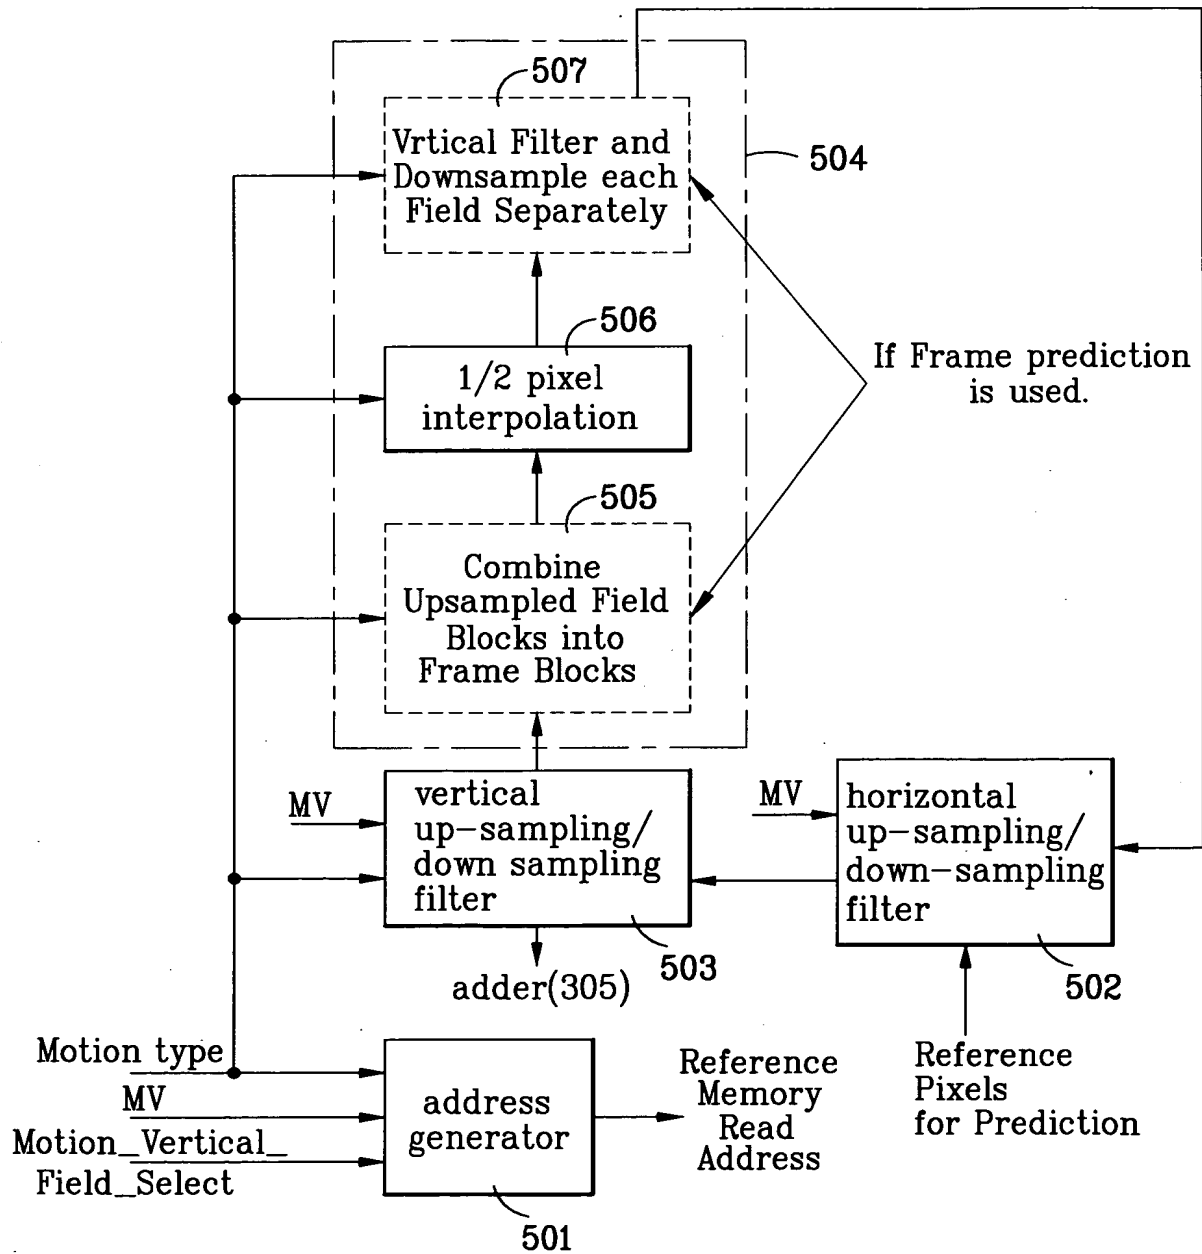 507
Vrtical Filter and
Downsample each
Field Separately
504
506
1/2 pixel
interpolation
If Frame prediction
is used.
505
Combine
Upsampled Field
Blocks into
Frame Blocks
MV
vertical
up-sampling/
down sampling
filter
503
adder(305)
MV
horizontal
up-sampling/
down-sampling
filter
502
Reference
Pixels
for Prediction
Motion type
MV
Motion_Vertical_
Field_Select
address
generator
501
Reference
Memory
Read
Address